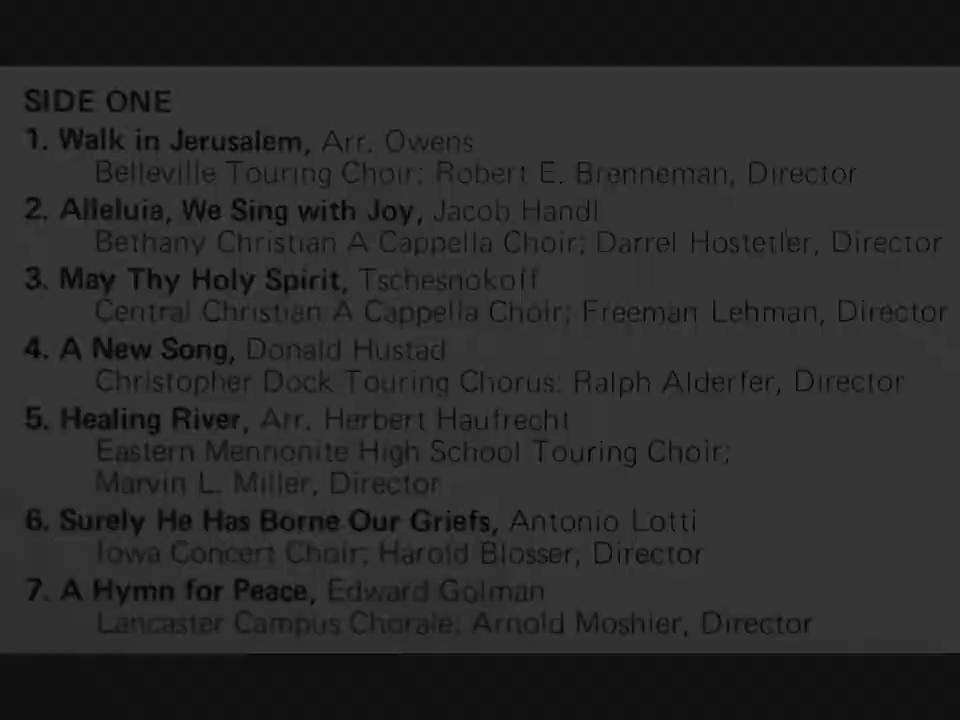 SIDE ONE
1. Walk in Jerusalem, Arr. Owens
Belleville Touring Choir; Robert E. Brenneman, Director
2. Alleluia, We Sing with Joy, Jacob Handl
Bethany Christian A Cappella Choir; Darrel Hostetler, Director
3. May Thy Holy Spirit, Tschesnokoff
Central Christian A Cappella Choir; Freeman Lehman, Director
4. A New Song, Donald Hustad
Christopher Dock Touring Chorus; Ralph Alderfer, Director
5. Healing River, Arr. Herbert Haufrecht
Eastern Mennonite High School Touring Choir;
Marvin L. Miller, Director
6. Surely He Has Borne Our Griefs, Antonio Lotti
Iowa Concert Choir; Harold Blosser, Director
7. A Hymn for Peace, Edward Golman
Lancaster Campus Chorale; Arnold Moshier, Director